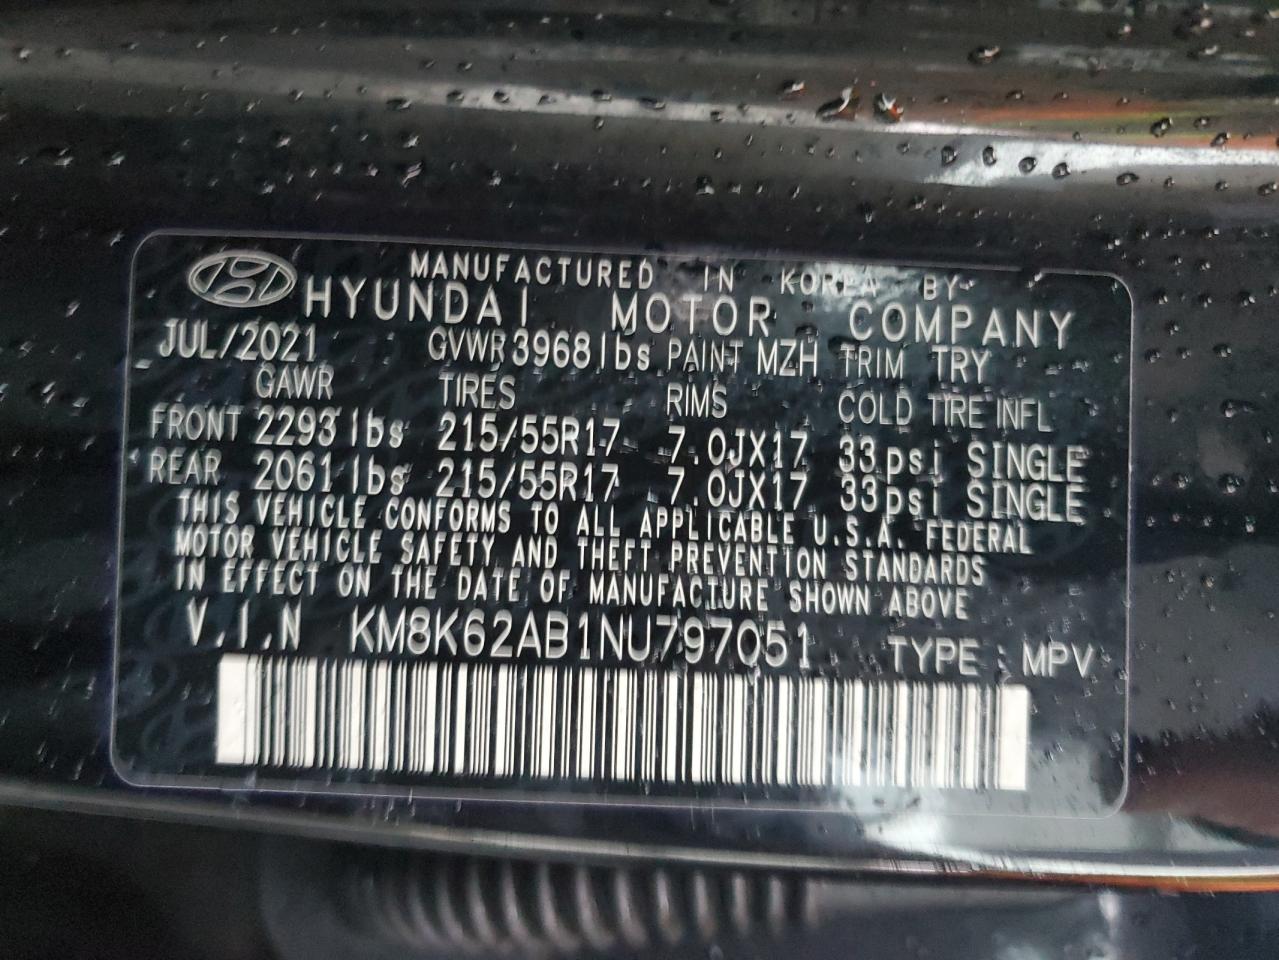 MANUFACTURED IN KOREA BY
HYUNDAI MOTOR COMPANY
JUL/2021 GVWR 3968 lbs PAINT MZH TRIM TRY
GAWR TIRES RIMS COLD TIRE INFL
FRONT 2293 lbs 215/55R17 7.0JX17 33psi SINGLE
REAR 2061 lbs 215/55R17 7.0JX17 33psi SINGLE
THIS VEHICLE CONFORMS TO ALL APPLICABLE U.S.A. FEDERAL
MOTOR VEHICLE SAFETY AND THEFT PREVENTION STANDARDS
IN EFFECT ON THE DATE OF MANUFACTURE SHOWN ABOVE
V.I.N KM8K62AB1NU797051 TYPE : MPV